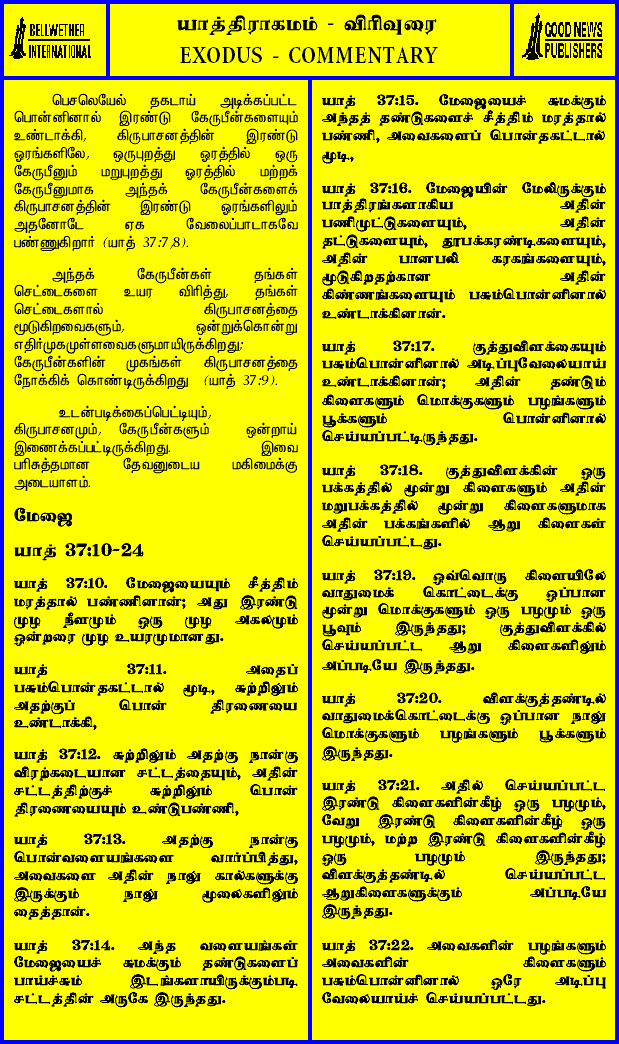 BELLWETHER
INTERNATIONAL
யாத்திராகமம் - விரிவுரை
EXODUS - COMMENTARY
GOOD NEWS
PUBLISHERS
பெசலெயேல் தகடாய் அடிக்கப்பட்ட
பொன்னினால் இரண்டு கேருபீன்களையும்
உண்டாக்கி, கிருபாசனத்தின் இரண்டு
ஓரங்களிலே, ஒருபுறத்து ஓரத்தில் ஒரு
கேருபீனும் மறுபுறத்து ஓரத்தில் மற்றக்
கேருபீனுமாக அந்தக் கேருபீன்களைக்
கிருபாசனத்தின் இரண்டு ஓரங்களிலும்
அதனோடே ஏக வேலைப்பாடாகவே
பண்ணுகிறார் (யாத் 37:7,8).
அந்தக் கேருபீன்கள் தங்கள்
செட்டைகளை உயர விரித்து, தங்கள்
செட்டைகளால் கிருபாசனத்தை
மூடுகிறவைகளும், ஒன்றுக்கொன்று
எதிர்முகமுள்ளவைகளுமாயிருக்கிறது;
கேருபீன்களின் முகங்கள் கிருபாசனத்தை
நோக்கிக் கொண்டிருக்கிறது (யாத் 37:9).
உடன்படிக்கைப்பெட்டியும்,
கிருபாசனமும், கேருபீன்களும் ஒன்றாய்
இணைக்கப்பட்டிருக்கிறது. இவை
பரிசுத்தமான தேவனுடைய மகிமைக்கு
அடையாளம்.
மேஜை
யாத் 37:10-24
யாத் 37:10. மேஜையையும் சீத்திம்
மரத்தால் பண்ணினான்; அது இரண்டு
முழ நீளமும் ஒரு முழ அகலமும்
ஒன்றரை முழ உயரமுமானது.
யாத் 37:11. அதைப்
பசும்பொன்தகட்டால் மூடி, சுற்றிலும்
அதற்குப் பொன் திரணையை
உண்டாக்கி,
யாத் 37:12. சுற்றிலும் அதற்கு நான்கு
விரற்கடையான சட்டத்தையும், அதின்
சட்டத்திற்குச் சுற்றிலும் பொன்
திரணையையும் உண்டுபண்ணி,
யாத் 37:13. அதற்கு நான்கு
பொன்வளையங்களை வார்ப்பித்து,
அவைகளை அதின் நாலு கால்களுக்கு
இருக்கும் நாலு மூலைகளிலும்
தைத்தான்.
யாத் 37:14. அந்த வளையங்கள்
மேஜையைச் சுமக்கும் தண்டுகளைப்
பாய்ச்சும் இடங்களாயிருக்கும்படி
சட்டத்தின் அருகே இருந்தது.
யாத் 37:15. மேஜையைச் சுமக்கும்
அந்தத் தண்டுகளைச் சீத்திம் மரத்தால்
பண்ணி, அவைகளைப் பொன்தகட்டால்
மூடி,
யாத் 37:16. மேஜையின் மேலிருக்கும்
பாத்திரங்களாகிய அதின்
பணிமுட்டுகளையும், அதின்
தட்டுகளையும், தூபக்கரண்டிகளையும்,
அதின் பானபலி கரகங்களையும்,
மூடுகிறதற்கான அதின்
கிண்ணங்களையும் பசும்பொன்னினால்
உண்டாக்கினான்.
யாத் 37:17. குத்துவிளக்கையும்
பசும்பொன்னினால் அடிப்புவேலையாய்
உண்டாக்கினான்; அதின் தண்டும்
கிளைகளும் மொக்குகளும் பழங்களும்
பூக்களும் பொன்னினால்
செய்யப்பட்டிருந்தது.
யாத் 37:18. குத்துவிளக்கின் ஒரு
பக்கத்தில் மூன்று கிளைகளும் அதின்
மறுபக்கத்தில் மூன்று கிளைகளுமாக
அதின் பக்கங்களில் ஆறு கிளைகள்
செய்யப்பட்டது.
யாத் 37:19. ஒவ்வொரு கிளையிலே
வாதுமைக் கொட்டைக்கு ஒப்பான
மூன்று மொக்குகளும் ஒரு பழமும் ஒரு
பூவும் இருந்தது; குத்துவிளக்கில்
செய்யப்பட்ட ஆறு கிளைகளிலும்
அப்படியே இருந்தது.
யாத் 37:20. விளக்குத்தண்டில்
வாதுமைக்கொட்டைக்கு ஒப்பான நாலு
மொக்குகளும் பழங்களும் பூக்களும்
இருந்தது.
யாத் 37:21. அதில் செய்யப்பட்ட
இரண்டு கிளைகளின்கீழ் ஒரு பழமும்,
வேறு இரண்டு கிளைகளின்கீழ் ஒரு
பழமும், மற்ற இரண்டு கிளைகளின்கீழ்
ஒரு பழமும் இருந்தது;
விளக்குத்தண்டில் செய்யப்பட்ட
ஆறுகிளைகளுக்கும் அப்படியே
இருந்தது.
யாத் 37:22. அவைகளின் பழங்களும்
அவைகளின் கிளைகளும்
பசும்பொன்னினால் ஒரே அடிப்பு
வேலையாய்ச் செய்யப்பட்டது.